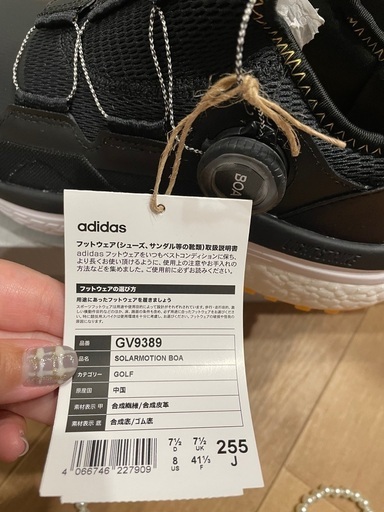 BOA
adidas
フットウェア(シューズ、サンダル等の靴類)取扱説明書
adidas フットウェアをいつもベストコンディションに保ち、
より長くお使い頂けるように、使用上の注意やお手入れの
方法などを集めました。ご使用前に必ずお読みください。
フットウェアの選び方
用途にあったフットウェアを履きましょう
品番 GV9389
品名 SOLARMOTION BOA
カテゴリー GOLF
原産国 中国
素材表示 甲 合成繊維/合成皮革
素材表示 底 合成底/ゴム底
7½ 7½ 255
D UK J
8 41⅓
US F
4 066746 227909